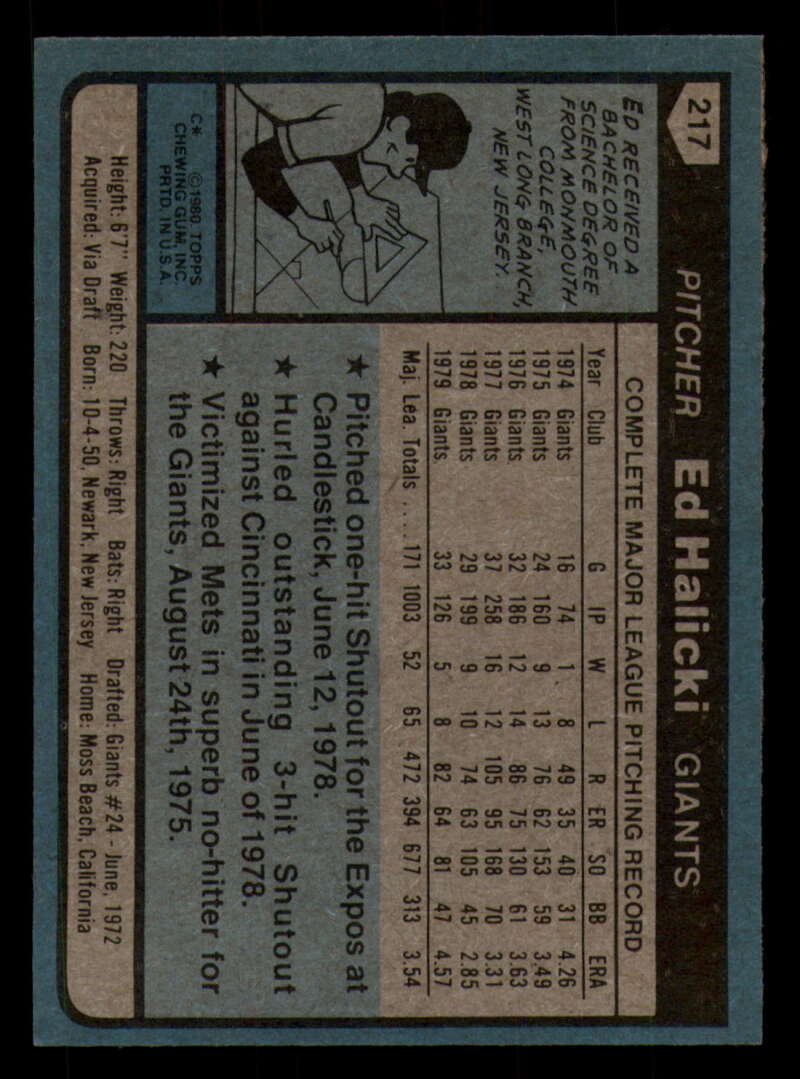 217 PITCHER Ed Halicki GIANTS
ED RECEIVED A
BACHELOR OF
SCIENCE DEGREE
FROM MONMOUTH
COLLEGE,
WEST LONG BRANCH,
NEW JERSEY.
C* ©1980 TOPPS
CHEWING GUM, INC.
PRTD. IN U.S.A.
COMPLETE MAJOR LEAGUE PITCHING RECORD
Year Club G IP W L R ER SO BB ERA
1974 Giants 16 74 1 8 49 35 40 31 4.26
1975 Giants 24 160 9 13 76 62 153 59 3.49
1976 Giants 32 186 12 14 86 75 130 61 3.63
1977 Giants 37 258 16 12 105 95 168 70 3.31
1978 Giants 29 199 9 10 74 63 105 45 2.85
1979 Giants 33 126 5 8 82 64 81 47 4.57
Maj. Lea. Totals .... 171 1003 52 65 472 394 677 313 3.54
★ Pitched one-hit Shutout for the Expos at
Candlestick, June 12, 1978.
★ Hurled outstanding 3-hit Shutout
against Cincinnati in June of 1978.
★ Victimized Mets in superb no-hitter for
the Giants, August 24th, 1975.
Height: 6'7" Weight: 220 Throws: Right Bats: Right Drafted: Giants #24 - June, 1972
Acquired: Via Draft Born: 10-4-50, Newark, New Jersey Home: Moss Beach, California